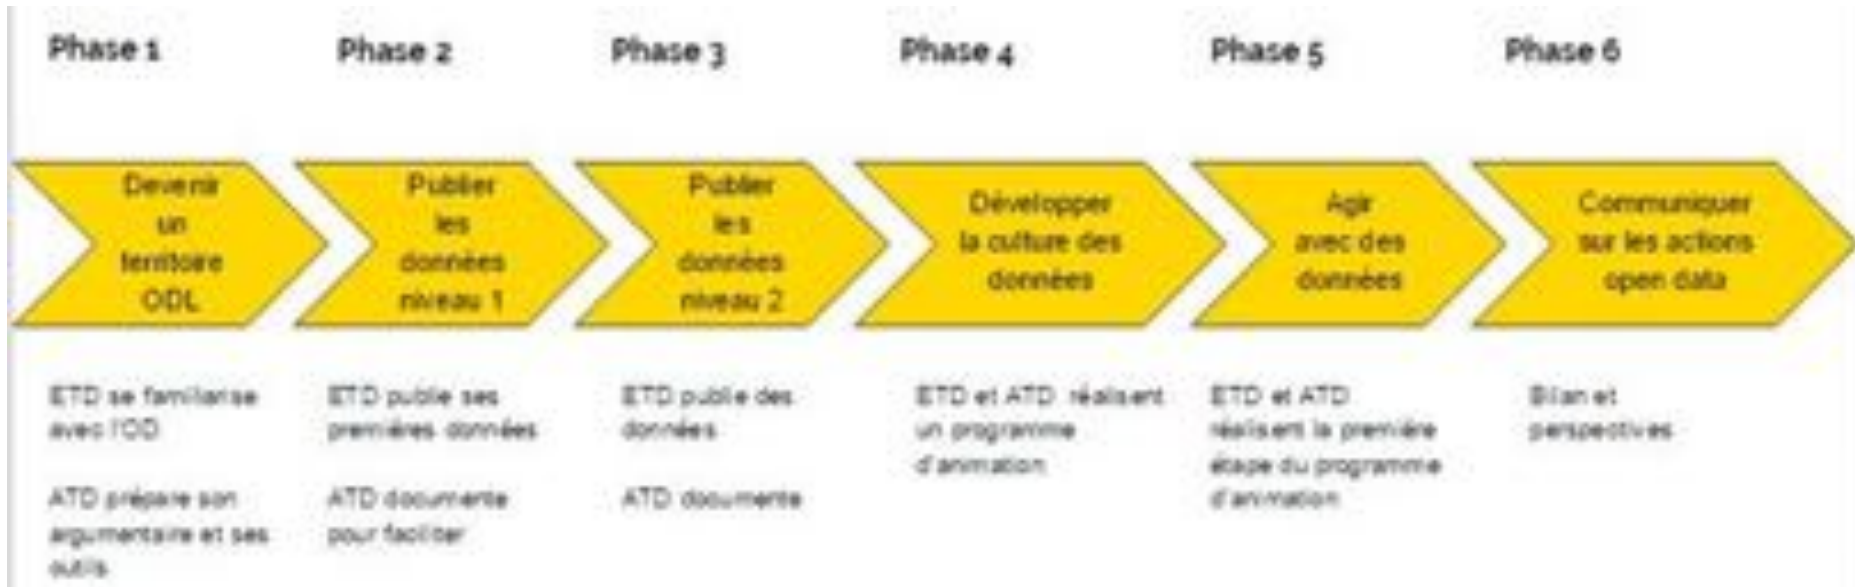 Phase 1
Phase 2
Phase 3
Phase 4
Phase 5
Phase 6
Devenir
un
territoire
ODL
Publier
les
données
niveau 1
Publier
les
données
niveau 2
Développer
la culture des
données
Agir
avec des
données
Communiquer
sur les actions
open data
ETD se familiarise
avec l'OD
ATD prépare son
argumentaire et ses
outils
ETD publie ses
premières données
ATD documente
pour faciliter
ETD publie des
données
ATD documente
ETD et ATD réalisent
un programme
d'animation
ETD et ATD
réalisent la première
étape du programme
d'animation
Bilan et
perspectives